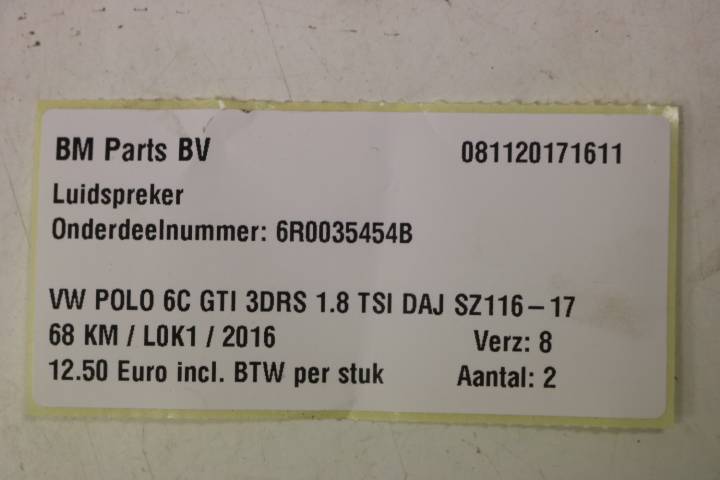 BM Parts BV 081120171611
Luidspreker
Onderdeelnummer: 6R0035454B
VW POLO 6C GTI 3DRS 1.8 TSI DAJ SZ116-17
68 KM / L0K1 / 2016 Verz: 8
12.50 Euro incl. BTW per stuk Aantal: 2